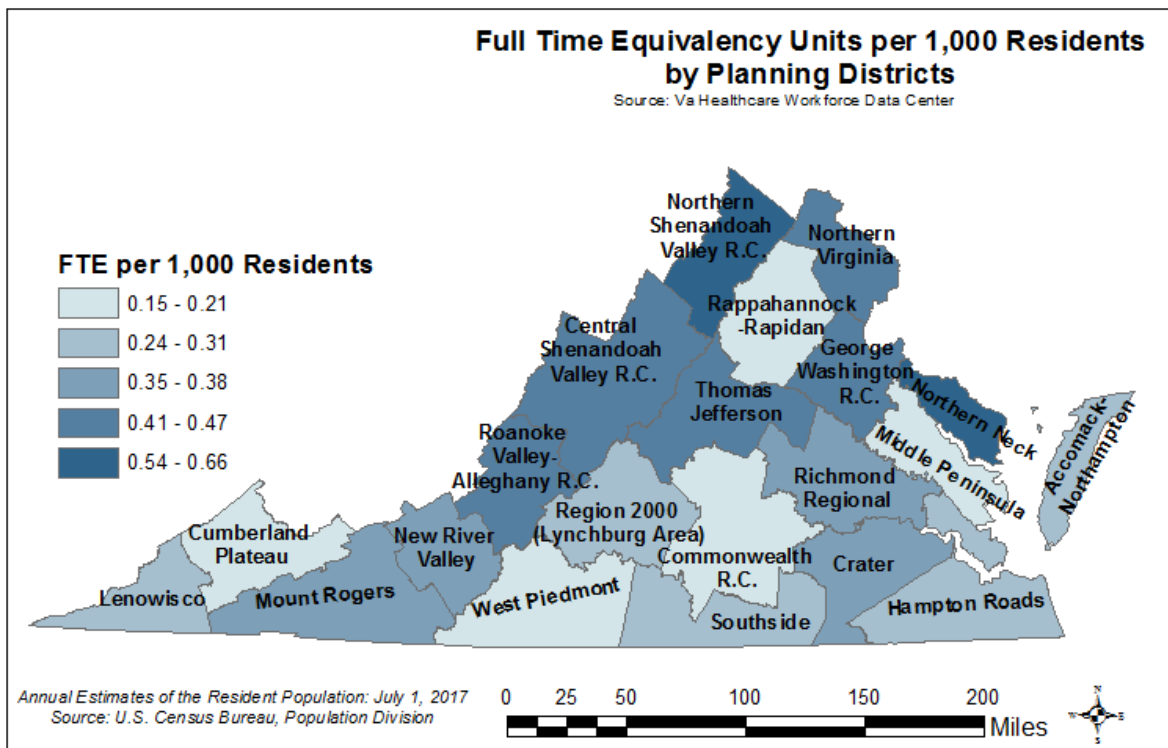 Full Time Equivalency Units per 1,000 Residents
by Planning Districts
Source: Va Healthcare Workforce Data Center
FTE per 1,000 Residents
0.15 - 0.21
0.24 - 0.31
0.35 - 0.38
0.41 - 0.47
0.54 - 0.66
Northern
Shenandoah
Valley R.C.
Northern
Virginia
Rappahannock
-Rapidan
Central
Shenandoah
Valley R.C.
George
Washington
R.C.
Thomas
Jefferson
Northern Neck
Accomack-
Northampton
Middle Peninsula
Roanoke
Valley-
Alleghany R.C.
Richmond
Regional
Region 2000
(Lynchburg Area)
Cumberland
Plateau
New River
Valley
Commonwealth
R.C.
Crater
Lenowisco
Mount Rogers
West Piedmont
Southside
Hampton Roads
Annual Estimates of the Resident Population: July 1, 2017
Source: U.S. Census Bureau, Population Division
0 25 50 100 150 200
Miles
N
W E
S